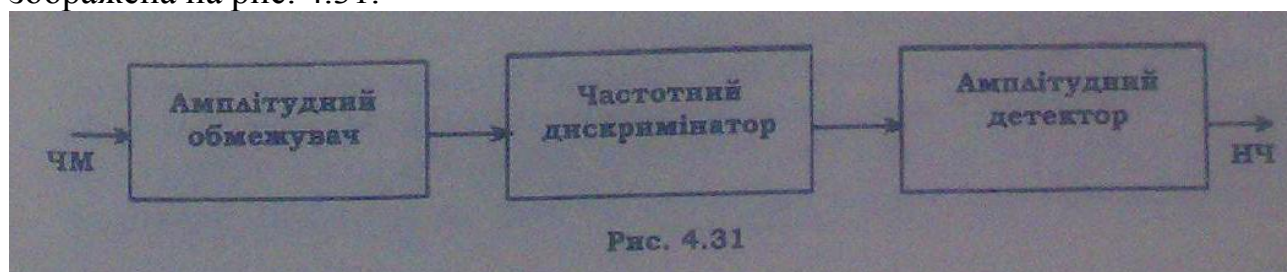 зображена на рис. 4.31.
Амплітудний
обмежувач
Частотний
дискримінатор
Амплітудний
детектор
ЧМ
НЧ
Рис. 4.31